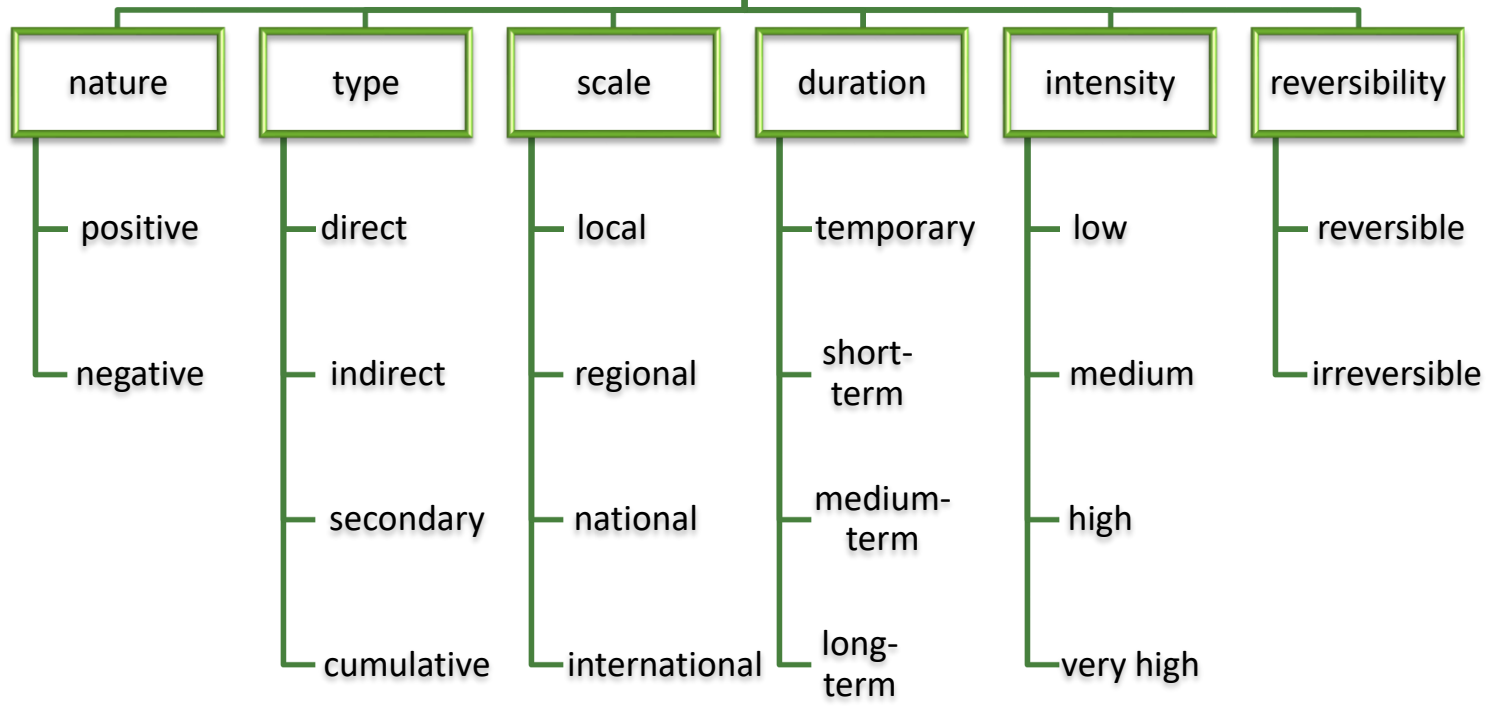 nature
positive
negative
type
direct
indirect
secondary
cumulative
scale
local
regional
national
international
duration
temporary
short-
term
medium-
term
long-
term
intensity
low
medium
high
very high
reversibility
reversible
irreversible